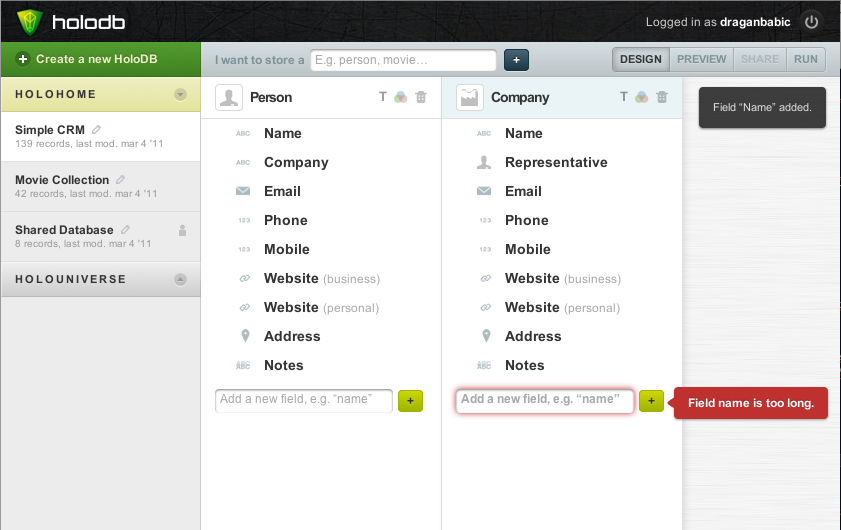 holodb
Logged in as draganbabic
Create a new HoloDB
I want to store a
E.g. person, movie…
+
DESIGN
PREVIEW
SHARE
RUN
HOLOHOME
Simple CRM
139 records, last mod. mar 4 '11
Movie Collection
42 records, last mod. mar 4 '11
Shared Database
8 records, last mod. mar 4 '11
HOLOUNIVERSE
Person
T
ABC Name
ABC Company
Email
123 Phone
123 Mobile
Website (business)
Website (personal)
Address
ABC ABC Notes
Add a new field, e.g. “name”
+
Company
T
ABC Name
Representative
Email
123 Phone
123 Mobile
Website (business)
Website (personal)
Address
ABC ABC Notes
Add a new field, e.g. “name”
+
Field “Name” added.
Field name is too long.